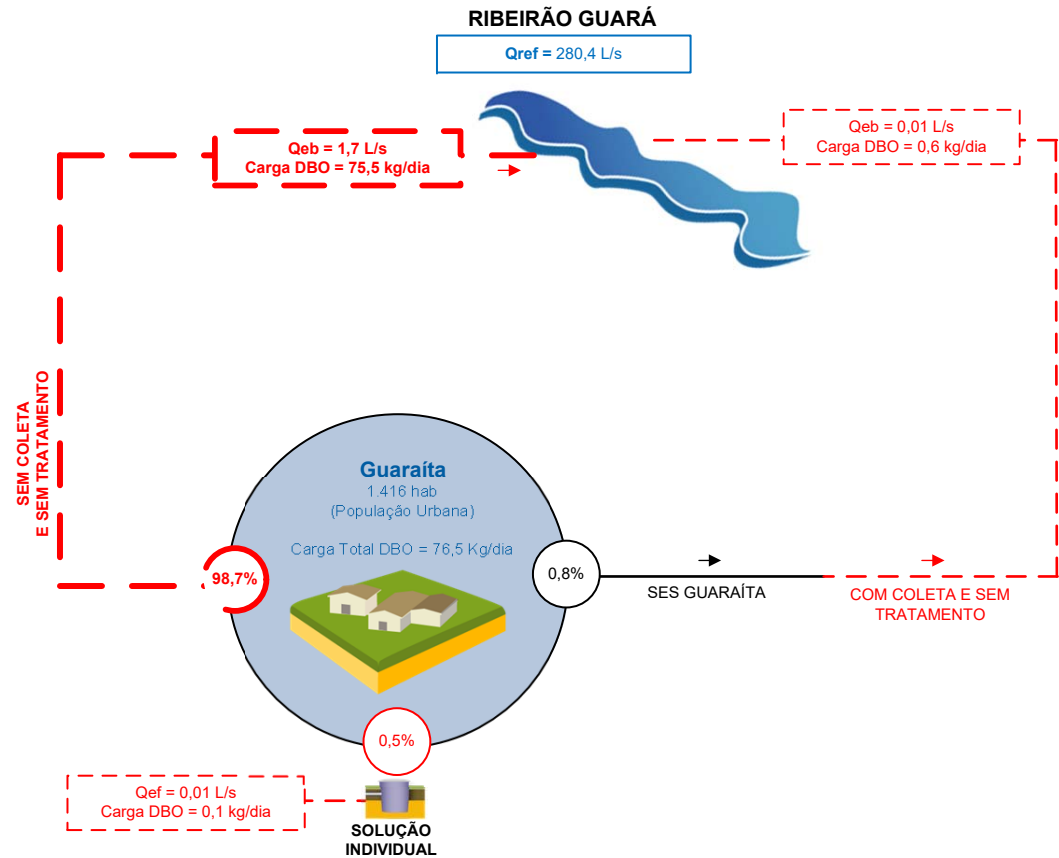 RIBEIRÃO GUARÁ
Qref = 280,4 L/s
Qeb = 1,7 L/s
Carga DBO = 75,5 kg/dia
Qeb = 0,01 L/s
Carga DBO = 0,6 kg/dia
SEM COLETA
E SEM TRATAMENTO
Guaraíta
1.416 hab
(População Urbana)
Carga Total DBO = 76,5 Kg/dia
98,7%
0,8%
SES GUARAÍTA
COM COLETA E SEM
TRATAMENTO
0,5%
Qef = 0,01 L/s
Carga DBO = 0,1 kg/dia
SOLUÇÃO
INDIVIDUAL